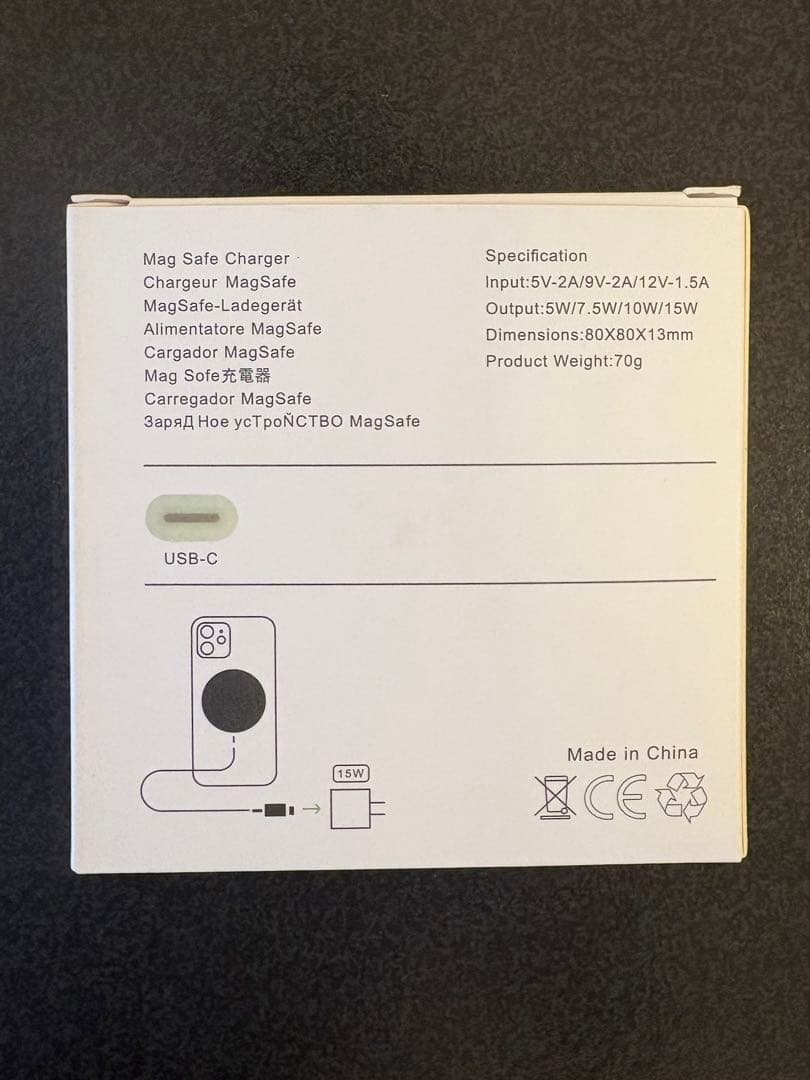 Mag Safe Charger
Chargeur MagSafe
MagSafe-Ladegerät
Alimentatore MagSafe
Cargador MagSafe
Mag Sofe充電器
Carregador MagSafe
ЗаряД Ное усТроЙСТВО MagSafe
Specification
Input:5V-2A/9V-2A/12V-1.5A
Output:5W/7.5W/10W/15W
Dimensions:80X80X13mm
Product Weight:70g
USB-C
15W
Made in China
CE